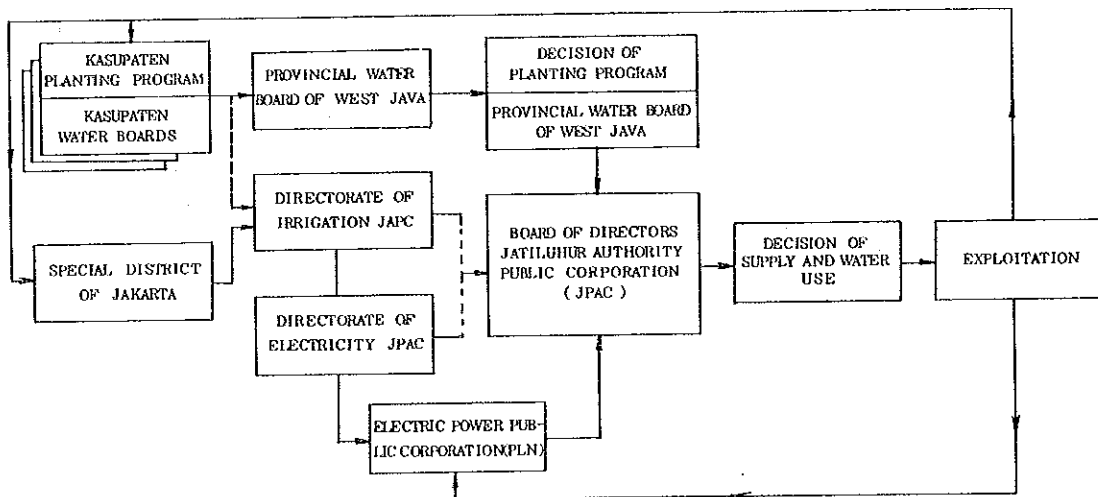 KASUPATEN
PLANTING PROGRAM
KASUPATEN
WATER BOARDS
PROVINCIAL WATER
BOARD OF WEST JAVA
DECISION OF
PLANTING PROGRAM
PROVINCIAL WATER BOARD
OF WEST JAVA
DIRECTORATE OF
IRRIGATION JAPC
SPECIAL DISTRICT
OF JAKARTA
DIRECTORATE OF
ELECTRICITY JPAC
BOARD OF DIRECTORS
JATILUHUR AUTHORITY
PUBLIC CORPORATION
( JPAC )
DECISION OF
SUPPLY AND WATER
USE
EXPLOITATION
ELECTRIC POWER PUB-
LIC CORPORATION(PLN)